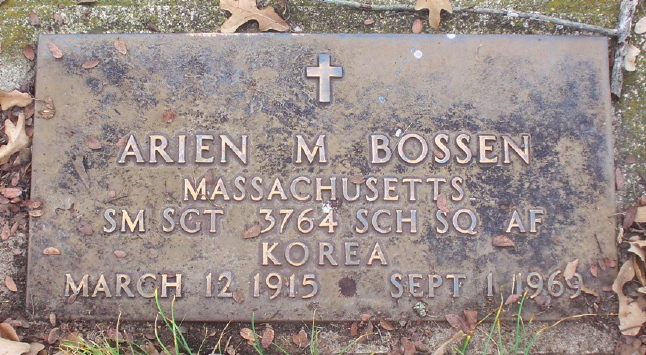 ARIEN M BOSSEN
MASSACHUSETTS
SM SGT 3764 SCH SQ AF
KOREA
MARCH 12 1915 SEPT 1 1969